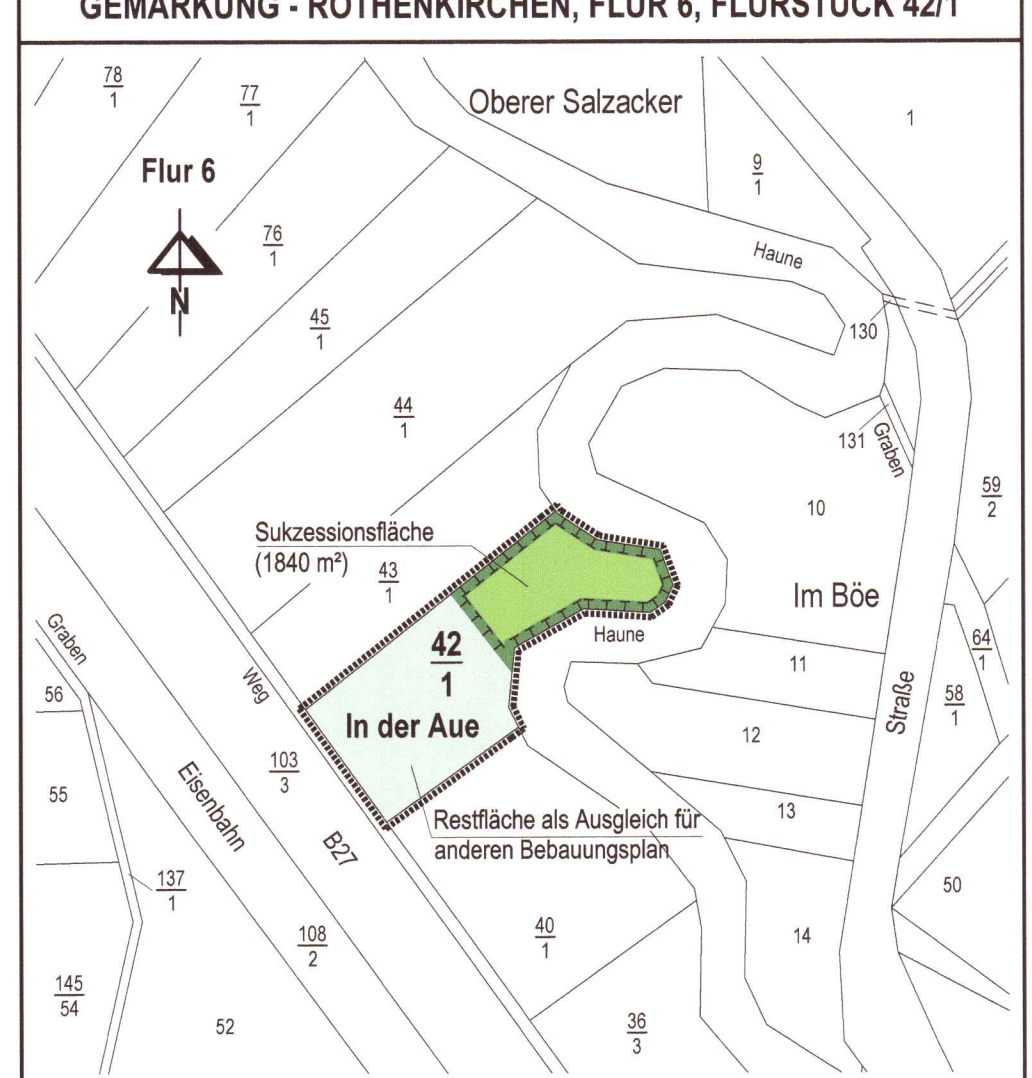 GEMARKUNG - ROTHENKIRCHEN, FLUR 6, FLURSTÜCK 42/1
78
1
77
1
Oberer Salzacker
1
Flur 6
9
1
76
1
Haune
N
45
1
130
44
1
131
Graben
59
2
10
Sukzessionsfläche
(1840 m²)
43
1
Im Böe
Haune
Graben
42
1
11
64
1
Weg
56
58
1
Straße
In der Aue
12
103
3
55
Eisenbahn
13
Restfläche als Ausgleich für
anderen Bebauungsplan
B27
137
1
50
40
1
14
108
2
145
54
52
36
3